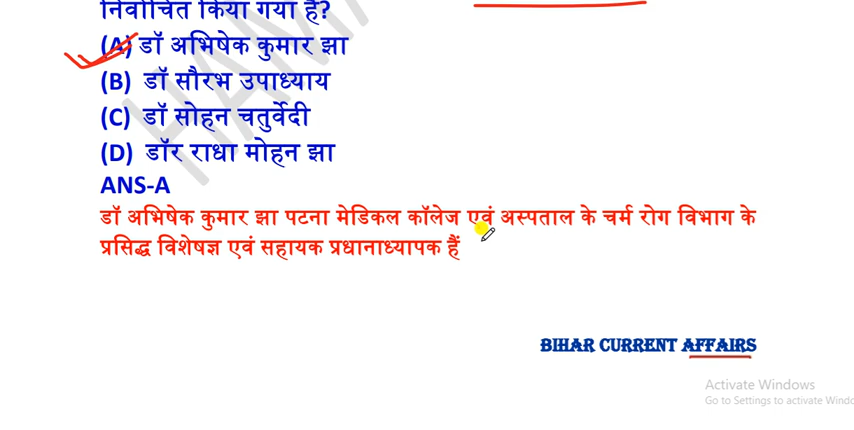 निर्वाचित किया गया है?
(A) डॉ अभिषेक कुमार झा
(B) डॉ सौरभ उपाध्याय
(C) डॉ सोहन चतुर्वेदी
(D) डॉर राधा मोहन झा
ANS-A
डॉ अभिषेक कुमार झा पटना मेडिकल कॉलेज एवं अस्पताल के चर्म रोग विभाग के
प्रसिद्ध विशेषज्ञ एवं सहायक प्रधानाध्यापक हैं
BIHAR CURRENT AFFAIRS
Activate Windows
Go to Settings to activate